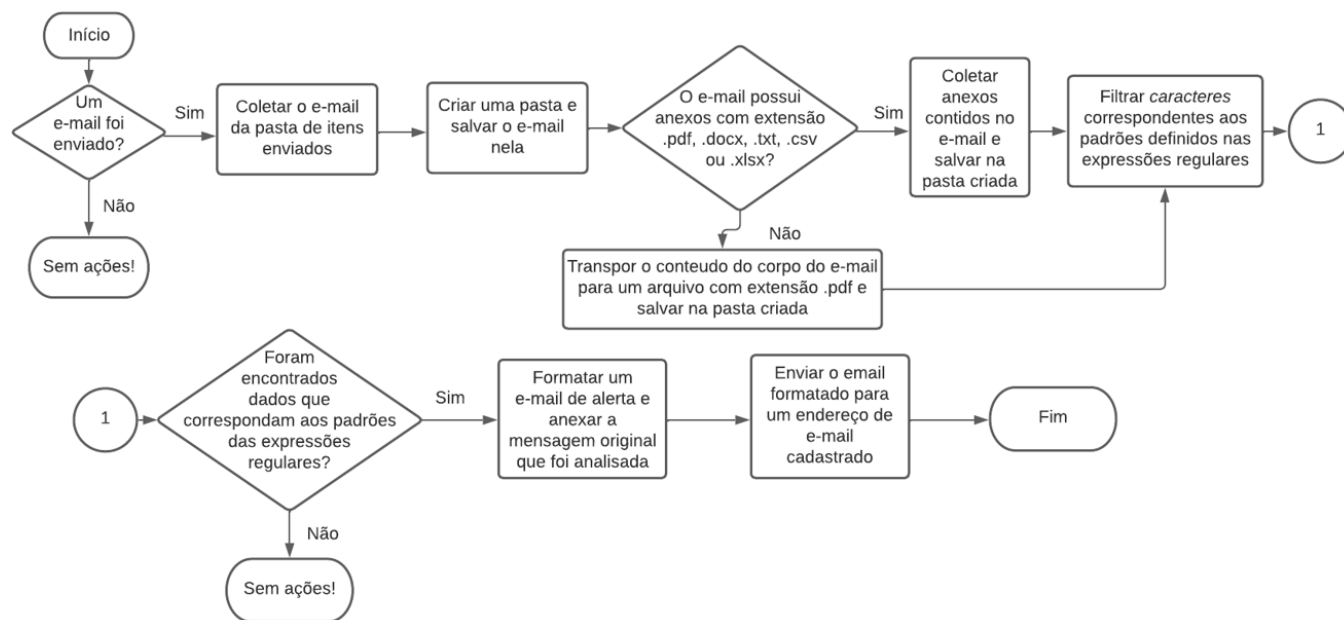 Início
Um
e-mail foi
enviado?
Sim
Não
Sem ações!
Coletar o e-mail
da pasta de itens
enviados
Criar uma pasta e
salvar o e-mail
nela
O e-mail possui
anexos com extensão
.pdf, .docx, .txt, .csv
ou .xlsx?
Sim
Não
Coletar
anexos
contidos no
e-mail e
salvar na
pasta criada
Transpor o conteudo do corpo do e-mail
para um arquivo com extensão .pdf e
salvar na pasta criada
Filtrar caracteres
correspondentes aos
padrões definidos nas
expressões regulares
1
1
Foram
encontrados
dados que
correspondam aos padrões
das expressões
regulares?
Sim
Não
Sem ações!
Formatar um
e-mail de alerta e
anexar a
mensagem original
que foi analisada
Enviar o email
formatado para
um endereço de
e-mail
cadastrado
Fim